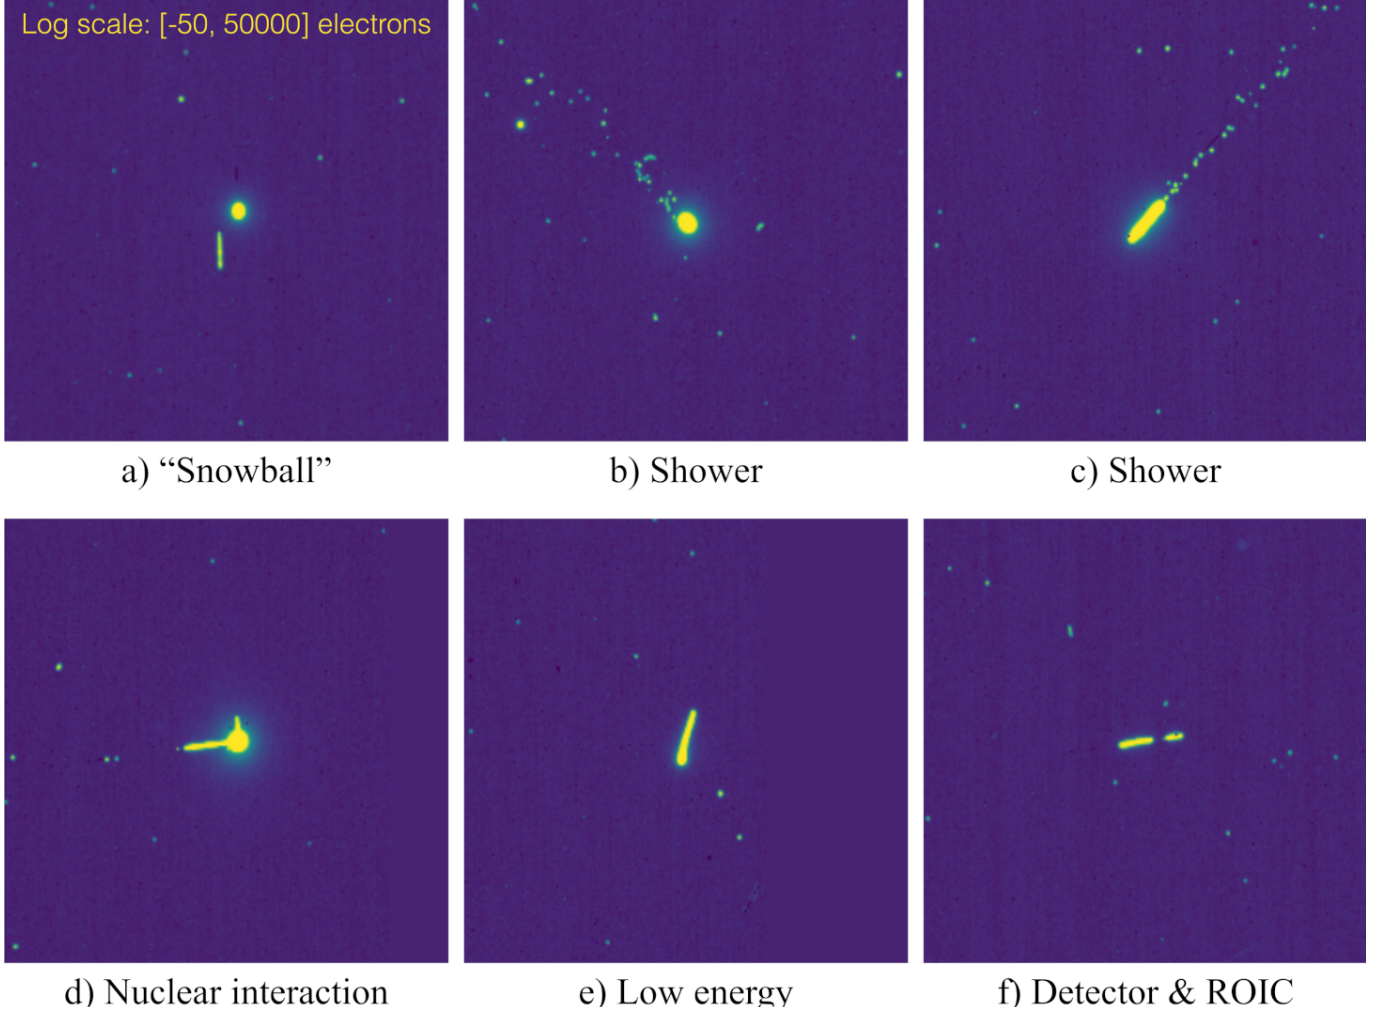 Log scale: [-50, 50000] electrons
a) “Snowball”
b) Shower
c) Shower
d) Nuclear interaction
e) Low energy
f) Detector & ROIC